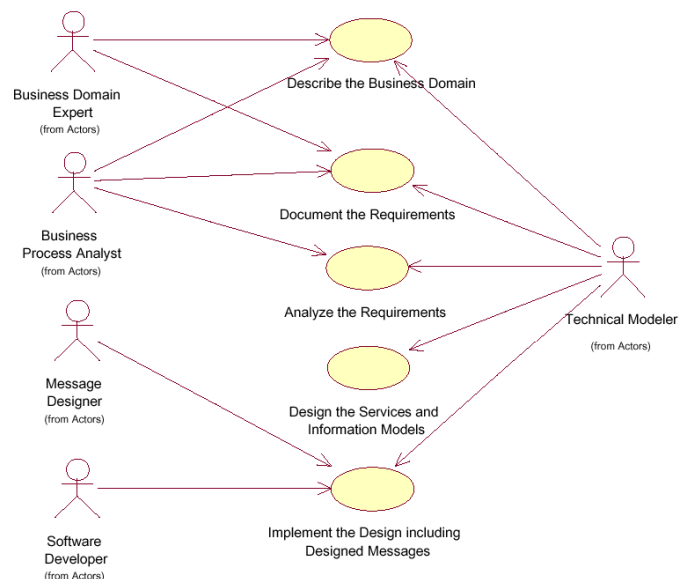 Describe the Business Domain
Business Domain
Expert
(from Actors)
Document the Requirements
Business
Process Analyst
(from Actors)
Analyze the Requirements
Technical Modeler
(from Actors)
Message
Designer
(from Actors)
Design the Services and
Information Models
Implement the Design including
Designed Messages
Software
Developer
(from Actors)